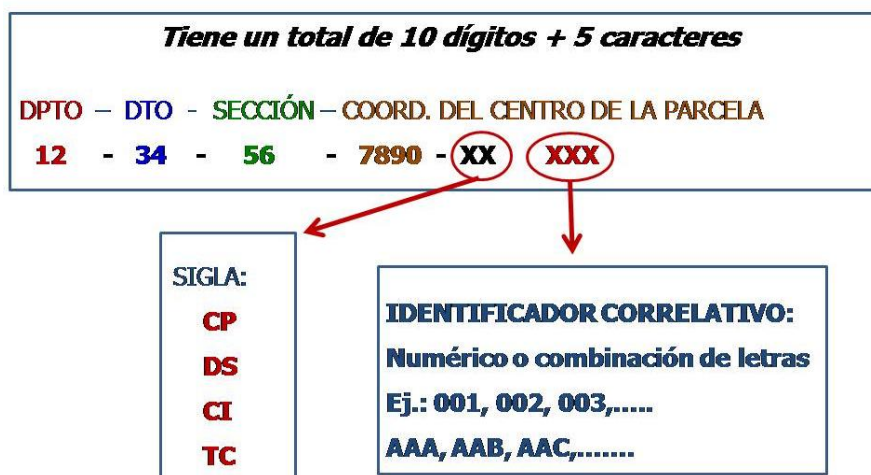 Tiene un total de 10 dígitos + 5 caracteres
DPTO – DTO - SECCIÓN – COORD. DEL CENTRO DE LA PARCELA
12 - 34 - 56 - 7890 - XX XXX
SIGLA:
CP
DS
CI
TC
IDENTIFICADOR CORRELATIVO:
Numérico o combinación de letras
Ej.: 001, 002, 003,.....
AAA, AAB, AAC,.......